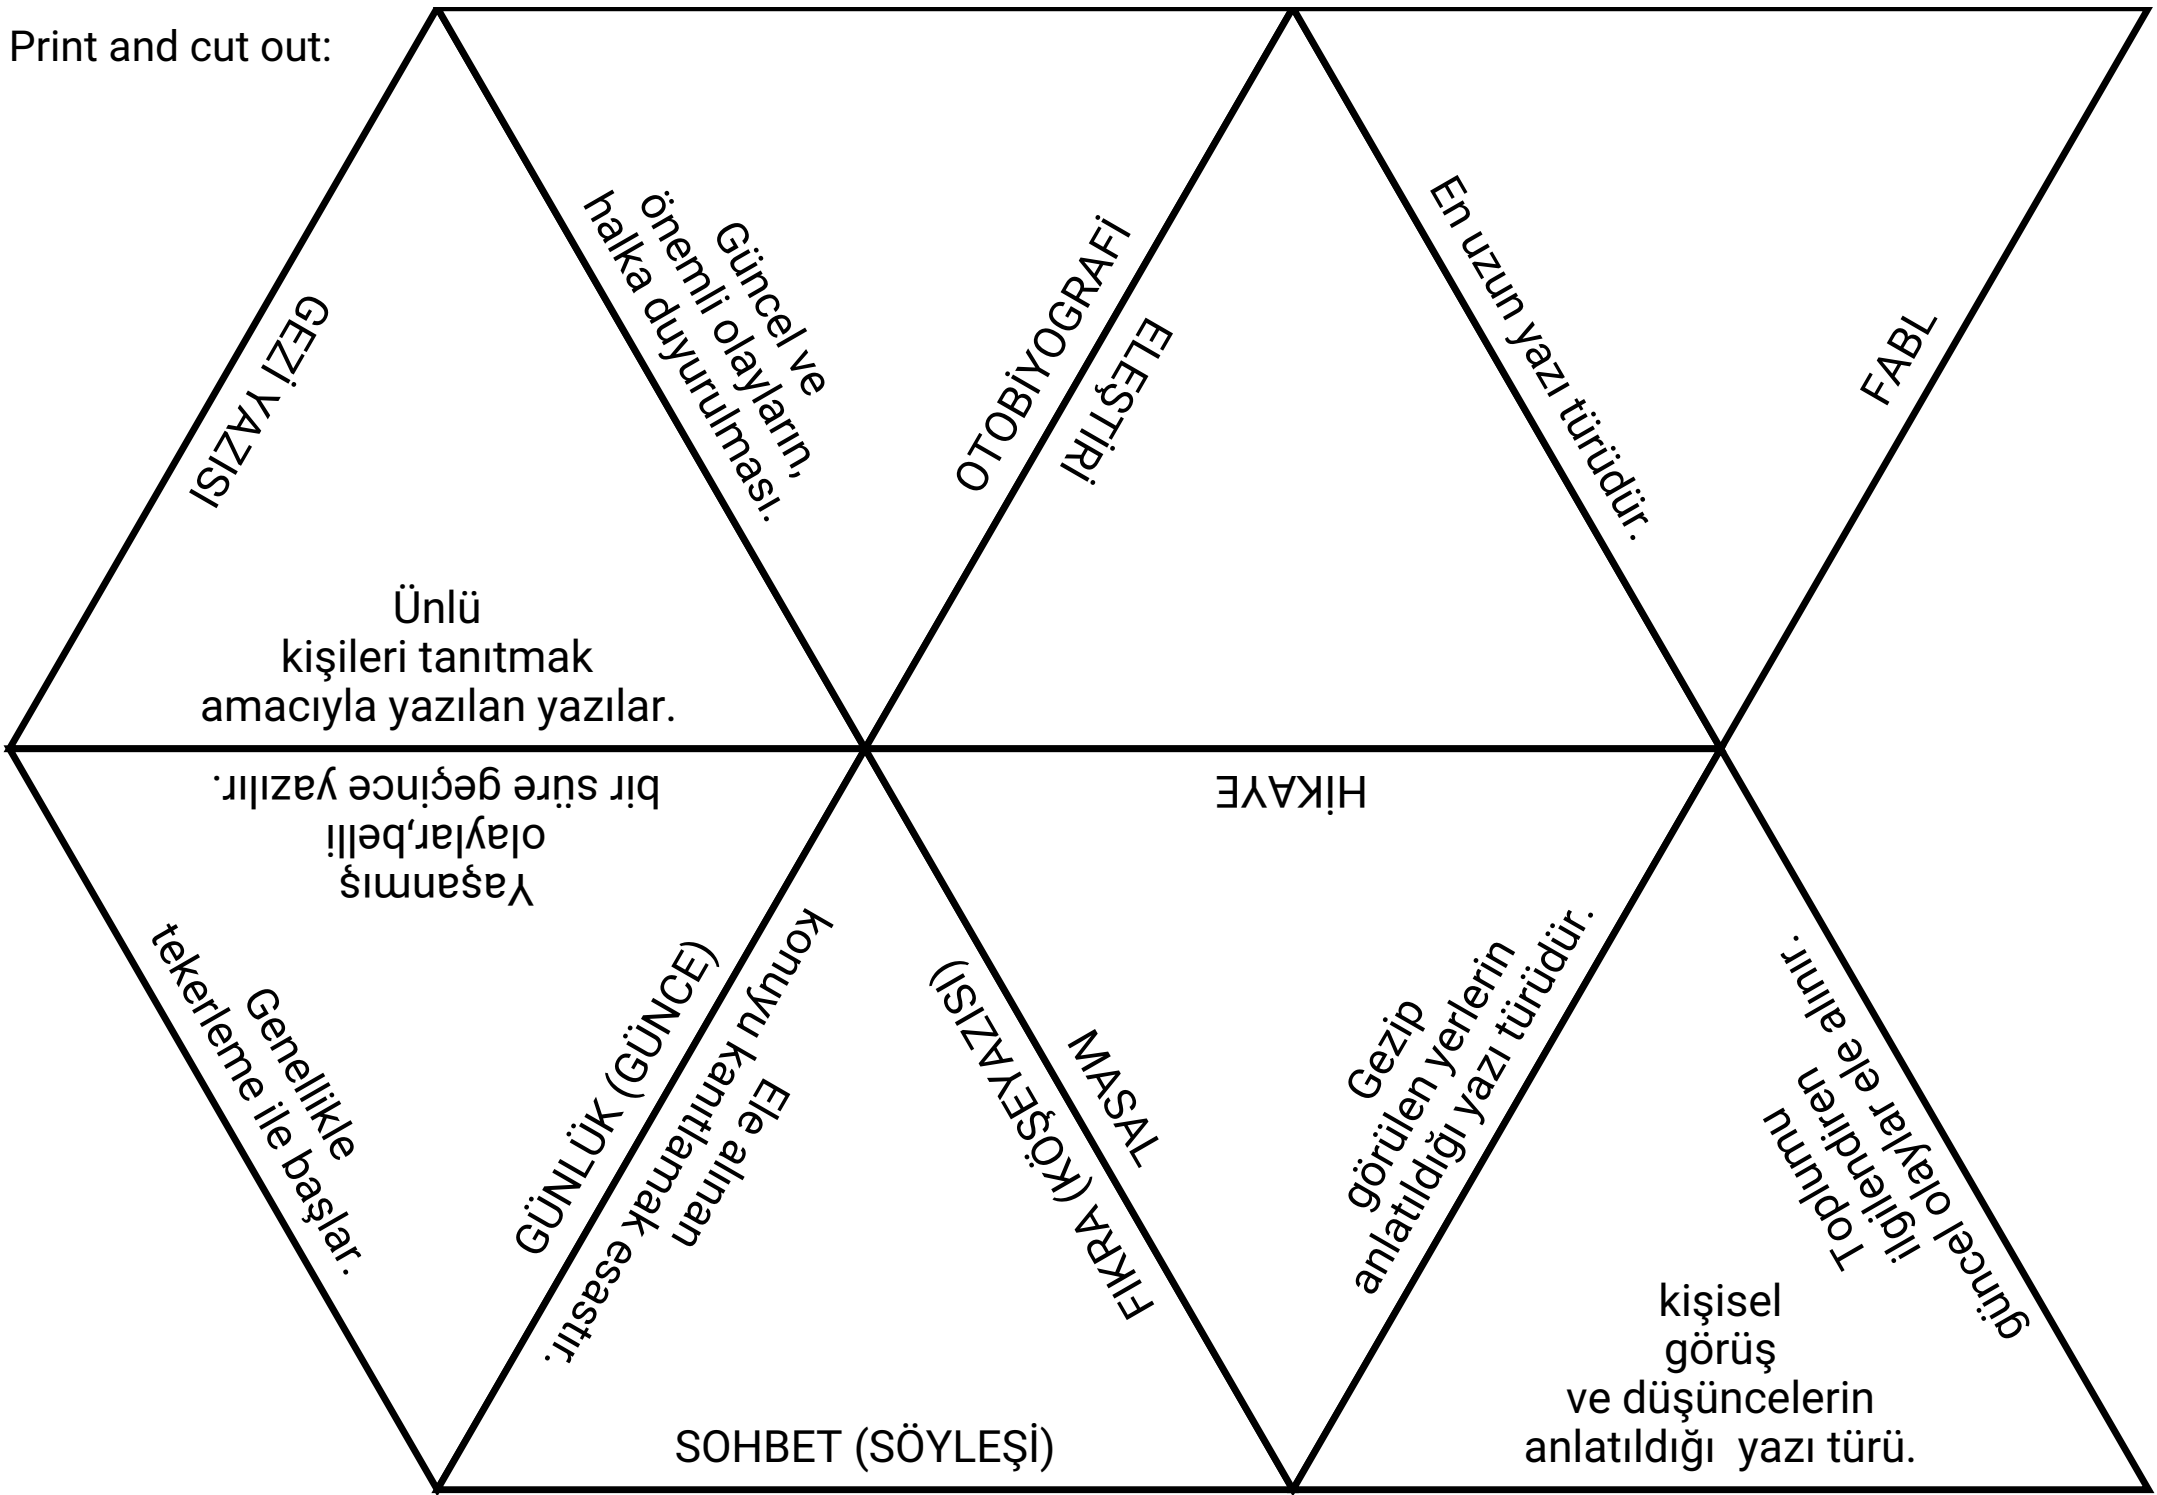 Print and cut out:
GEZİ YAZISI
Ünlü
kişileri tanıtmak
amacıyla yazılan yazılar.
Güncel ve
önemli olayların,
halka duyurulması.
OTOBİYOGRAFİ
ELEŞTİRİ
En uzun yazı türüdür.
FABL
Yaşanmış
olaylar,belli
bir süre geçince yazılır.
Genellikle
tekerleme ile başlar.
GÜNLÜK (GÜNCE)
Ele alınan
konuyu kanıtlamak esastır.
FIKRA (KÖŞEYAZISI)
SOHBET (SÖYLEŞİ)
HİKAYE
MASAL
Gezip
görülen yerlerin
anlatıldığı yazı türüdür.
Toplumu
ilgilendiren
güncel olaylar ele alınır.
kişisel
görüş
ve düşüncelerin
anlatıldığı  yazı türü.